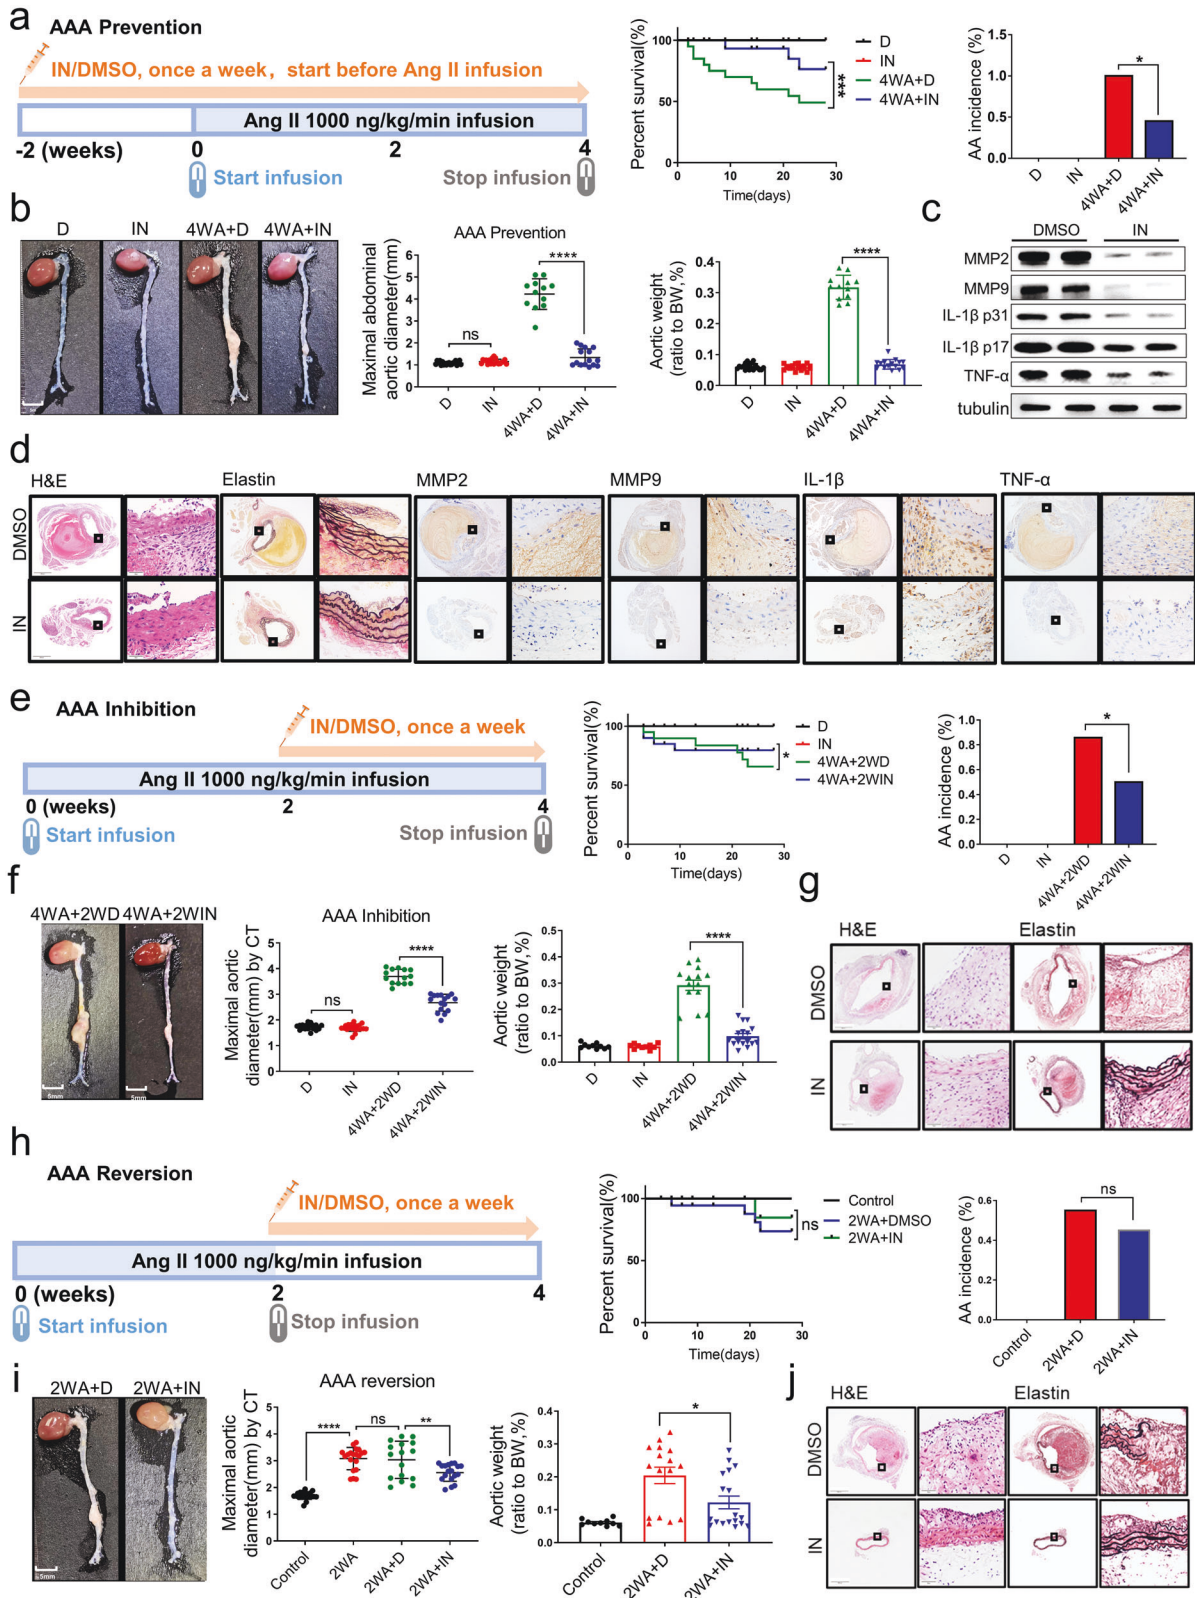 a
AAA Prevention
IN/DMSO, once a week, start before Ang II infusion
Ang II 1000 ng/kg/min infusion
-2 (weeks)
0
2
4
Start infusion
Stop infusion
Percent survival(%)
100
50
0
0
10
20
30
Time(days)
D
IN
4WA+D
4WA+IN
***
AA incidence (%)
1.5
1.0
0.5
0.0
*
D
IN
4WA+D
4WA+IN
b
D
IN
4WA+D
4WA+IN
AAA Prevention
Maximal abdominal
aortic diameter(mm)
6
5
4
3
2
1
0
ns
****
D
IN
4WA+D
4WA+IN
Aortic weight
(ratio to BW,%)
0.4
0.3
0.2
0.1
0.0
****
D
IN
4WA+D
4WA+IN
c
DMSO
IN
MMP2
MMP9
IL-1β p31
IL-1β p17
TNF-α
tubulin
d
H&E
Elastin
MMP2
MMP9
IL-1β
TNF-α
DMSO
IN
e
AAA Inhibition
IN/DMSO, once a week
Ang II 1000 ng/kg/min infusion
0 (weeks)
2
4
Start infusion
Stop infusion
Percent survival(%)
100
50
0
0
10
20
30
Time(days)
D
IN
4WA+2WD
4WA+2WIN
*
AA incidence (%)
1.0
0.8
0.6
0.4
0.2
0.0
*
D
IN
4WA+2WD
4WA+2WIN
f
4WA+2WD
4WA+2WIN
5mm
5mm
AAA Inhibition
Maximal aortic
diameter(mm) by CT
5
4
3
2
1
0
ns
****
D
IN
4WA+2WD
4WA+2WIN
Aortic weight
(ratio to BW,%)
0.5
0.4
0.3
0.2
0.1
0.0
****
D
IN
4WA+2WD
4WA+2WIN
g
H&E
Elastin
DMSO
IN
h
AAA Reversion
IN/DMSO, once a week
Ang II 1000 ng/kg/min infusion
0 (weeks)
2
4
Start infusion
Stop infusion
Percent survival(%)
100
50
0
0
10
20
30
Time(days)
Control
2WA+DMSO
2WA+IN
ns
AA incidence (%)
0.6
0.4
0.2
0.0
ns
Control
2WA+D
2WA+IN
i
2WA+D
2WA+IN
5mm
AAA reversion
Maximal aortic
diameter(mm) by CT
5
4
3
2
1
0
****
ns
**
Control
2WA
2WA+D
2WA+IN
Aortic weight
(ratio to BW,%)
0.4
0.3
0.2
0.1
0.0
*
Control
2WA+D
2WA+IN
j
H&E
Elastin
DMSO
IN